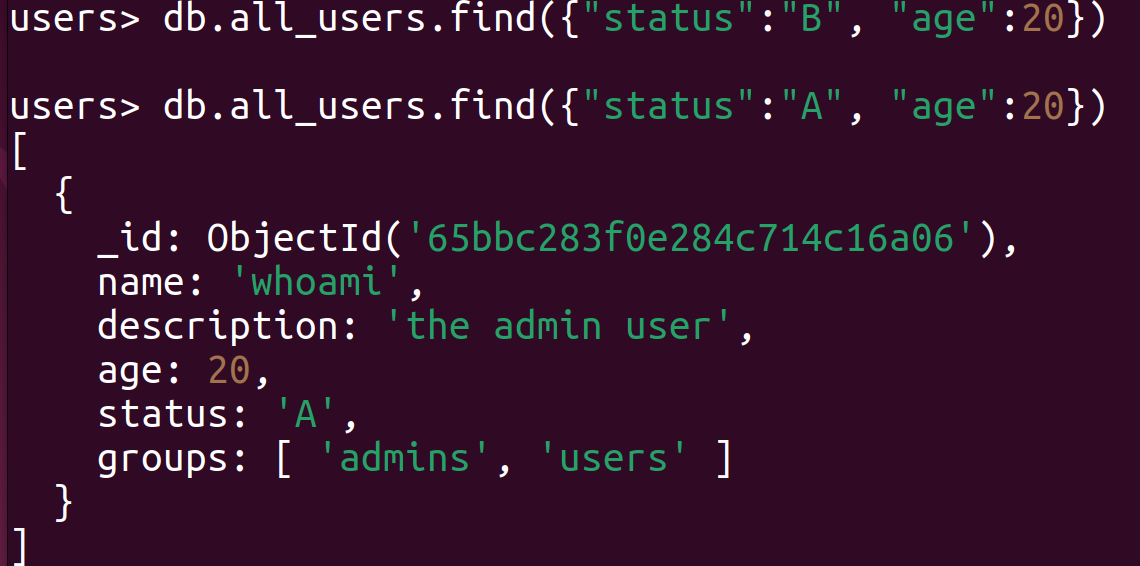 users> db.all_users.find({"status":"B", "age":20})
users> db.all_users.find({"status":"A", "age":20})
[
  {
    _id: ObjectId('65bbc283f0e284c714c16a06'),
    name: 'whoami',
    description: 'the admin user',
    age: 20,
    status: 'A',
    groups: [ 'admins', 'users' ]
  }
]